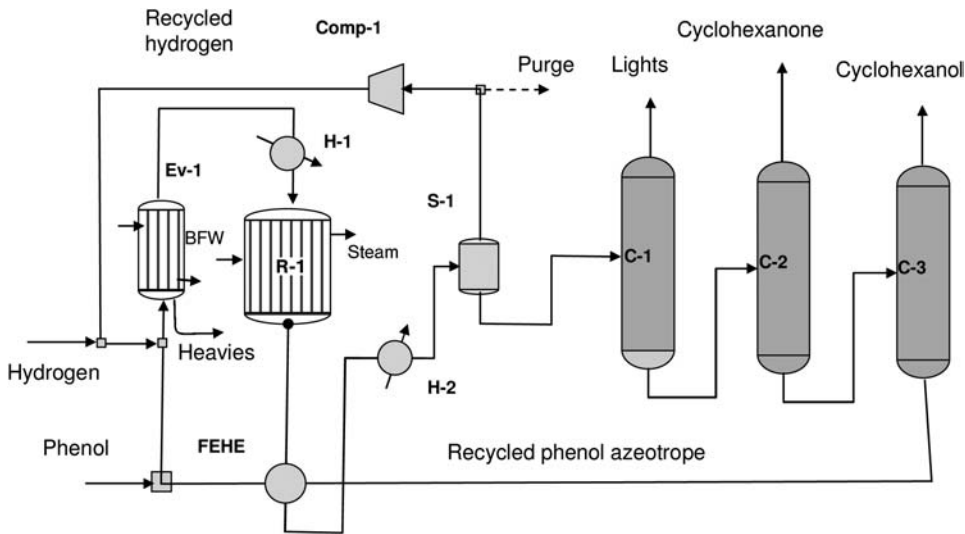 Recycled
hydrogen
Comp-1
Cyclohexanone
Purge
Lights
Cyclohexanol
H-1
Ev-1
S-1
BFW
Steam
R-1
C-1
C-2
C-3
Heavies
Hydrogen
H-2
Phenol
FEHE
Recycled phenol azeotrope